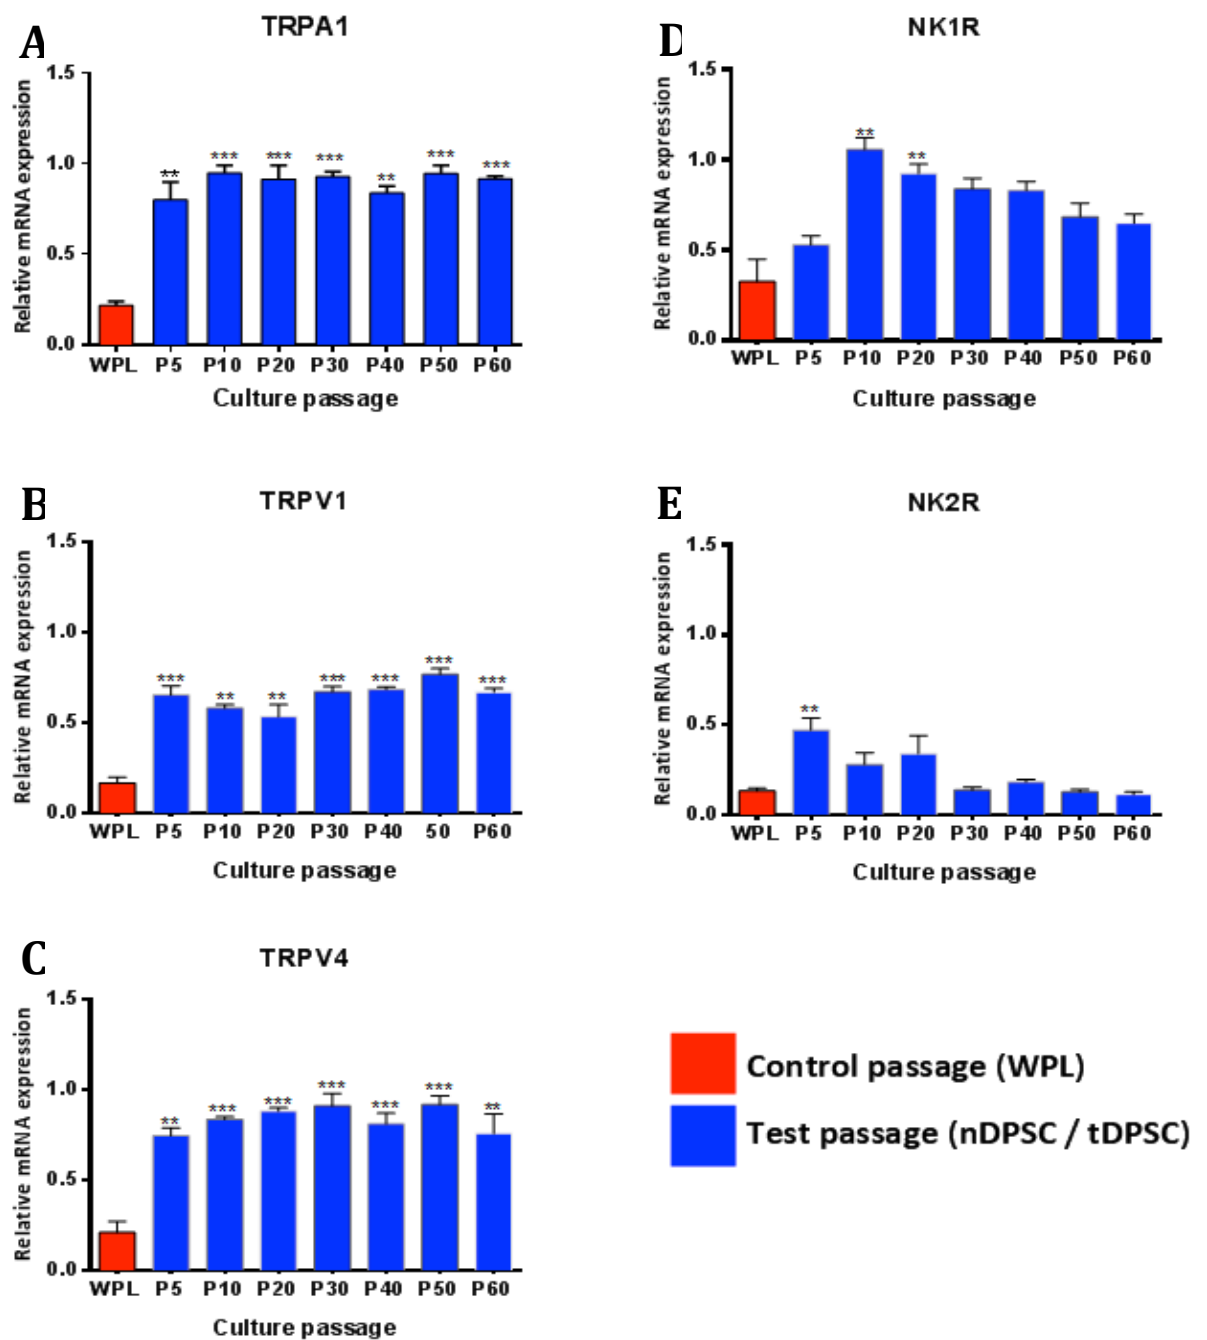 A
TRPA1
Relative mRNA expression
1.5
1.0
0.5
0.0
** *** *** *** ** *** ***
WPL P5 P10 P20 P30 P40 P50 P60
Culture passage
B
TRPV1
Relative mRNA expression
1.5
1.0
0.5
0.0
*** ** ** *** *** *** ***
WPL P5 P10 P20 P30 P40 50 P60
Culture passage
C
TRPV4
Relative mRNA expression
1.5
1.0
0.5
0.0
** *** *** *** *** *** **
WPL P5 P10 P20 P30 P40 P50 P60
Culture passage
D
NK1R
Relative mRNA expression
1.5
1.0
0.5
0.0
** **
WPL P5 P10 P20 P30 P40 P50 P60
Culture passage
E
NK2R
Relative mRNA expression
1.5
1.0
0.5
0.0
**
WPL P5 P10 P20 P30 P40 P50 P60
Culture passage
Control passage (WPL)
Test passage (nDPSC / tDPSC)